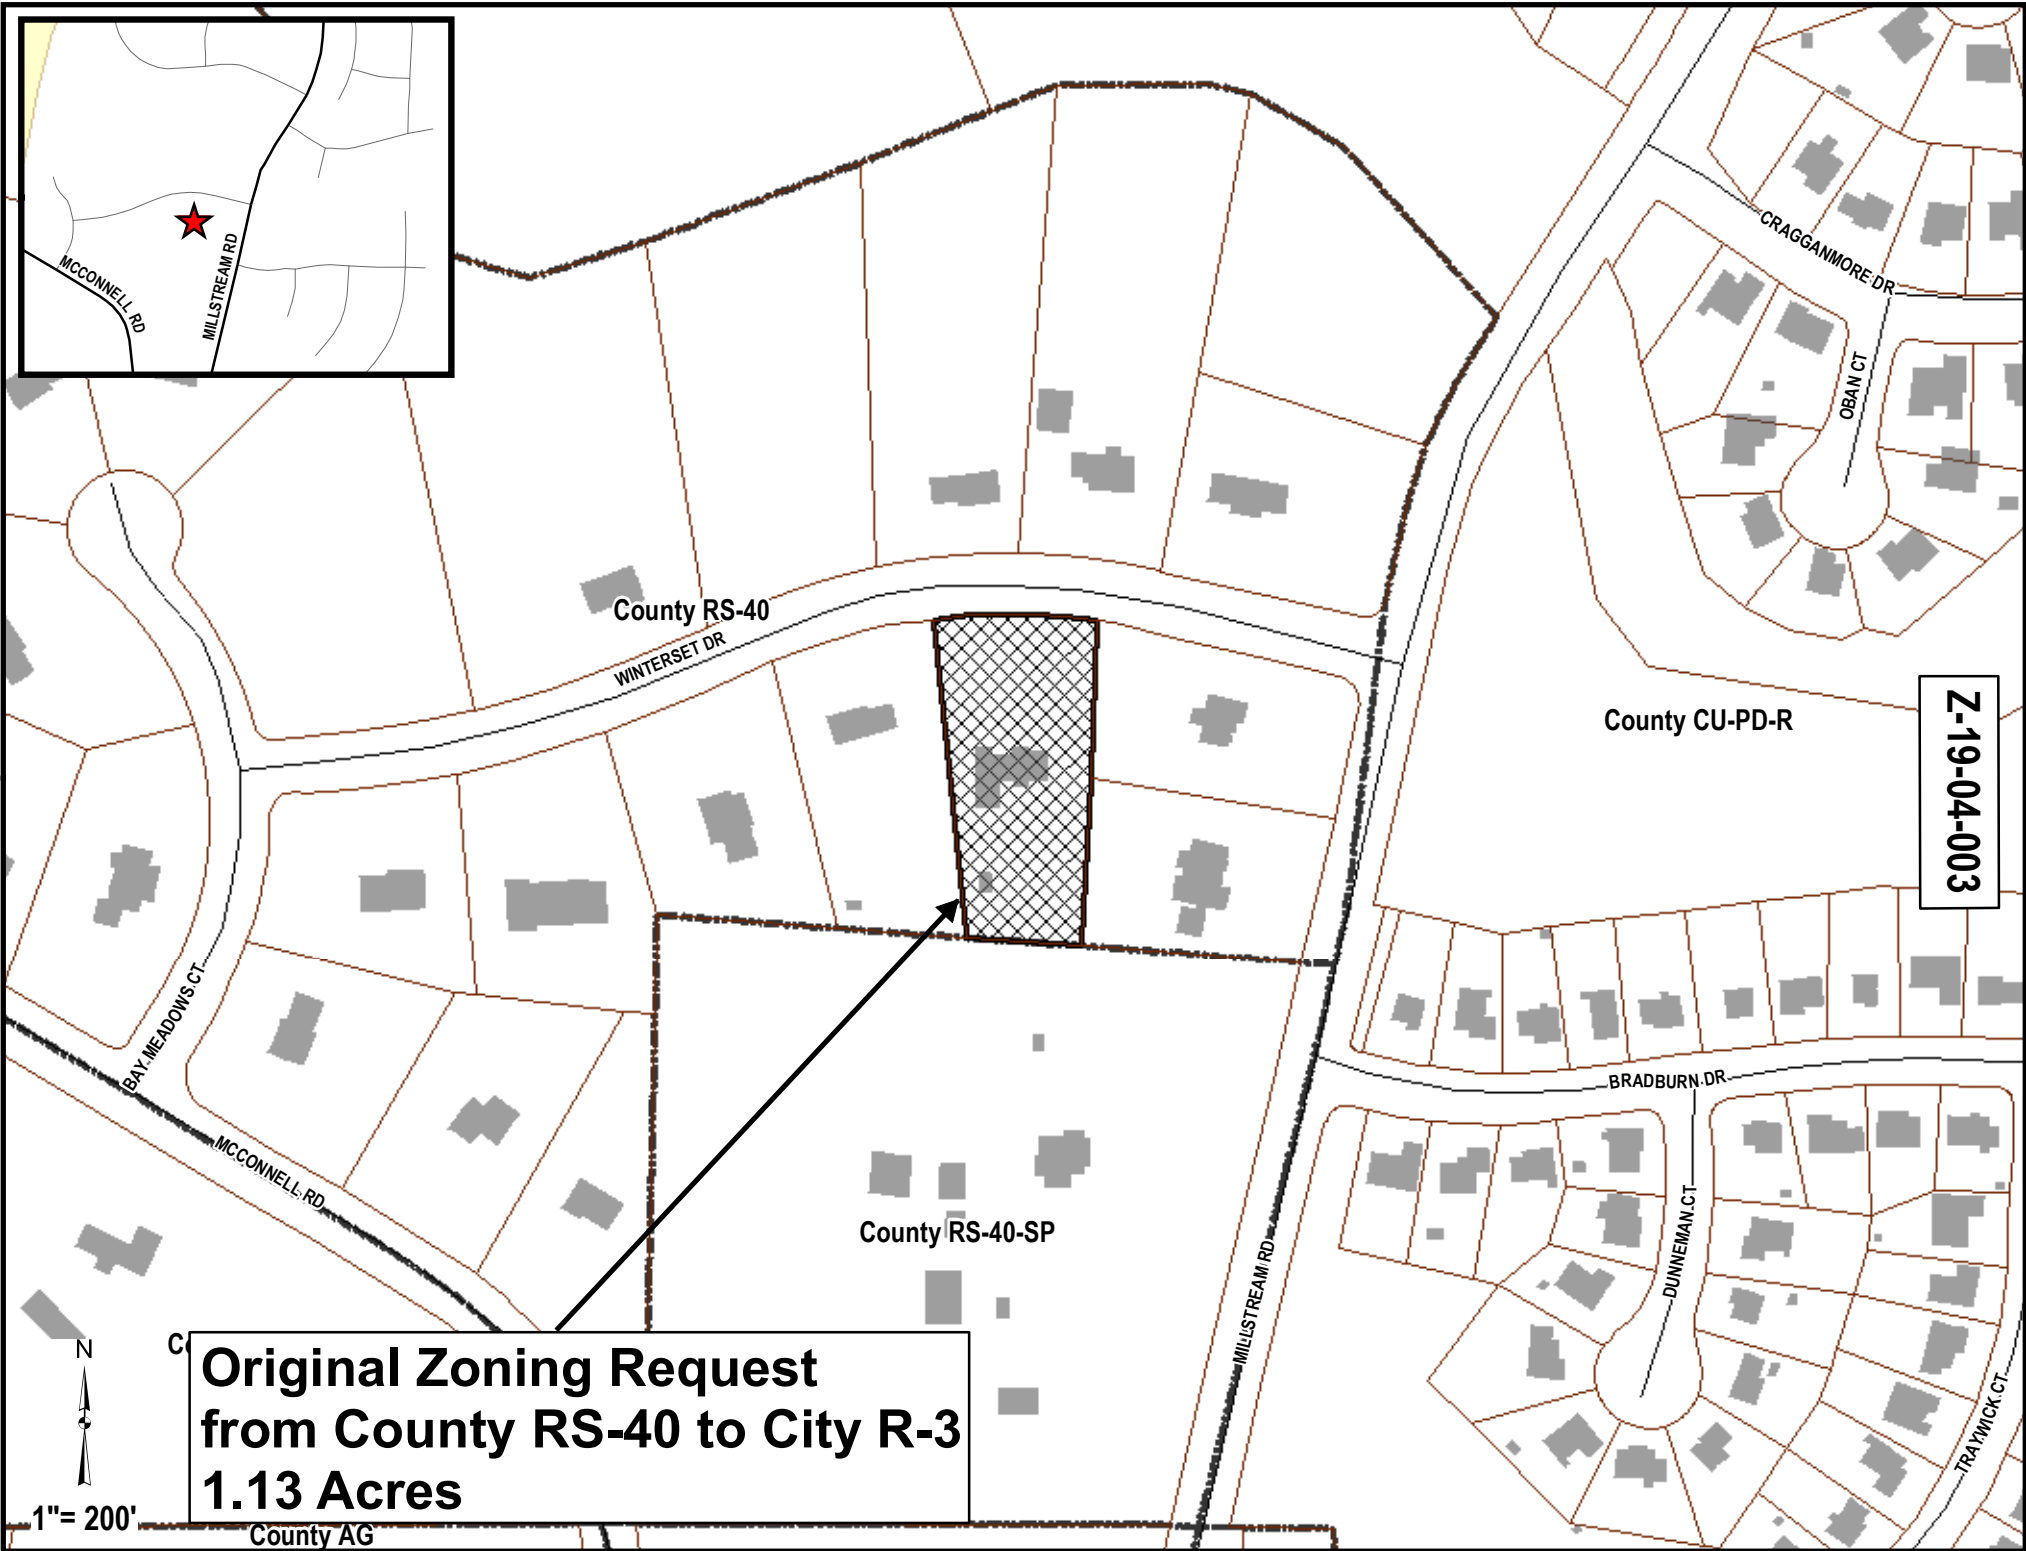 MCCONNELL RD
MILLSTREAM RD
CRAGGANMORE DR
OBAN CT
County RS-40
WINTERSET DR
County CU-PD-R
Z-19-04-003
BAY MEADOWS CT
MCCONNELL RD
BRADBURN DR
DUNNEMAN CT
County RS-40-SP
MILLSTREAM RD
TRAYWICK CT
N
Original Zoning Request
from County RS-40 to City R-3
1.13 Acres
1"= 200'
County AG